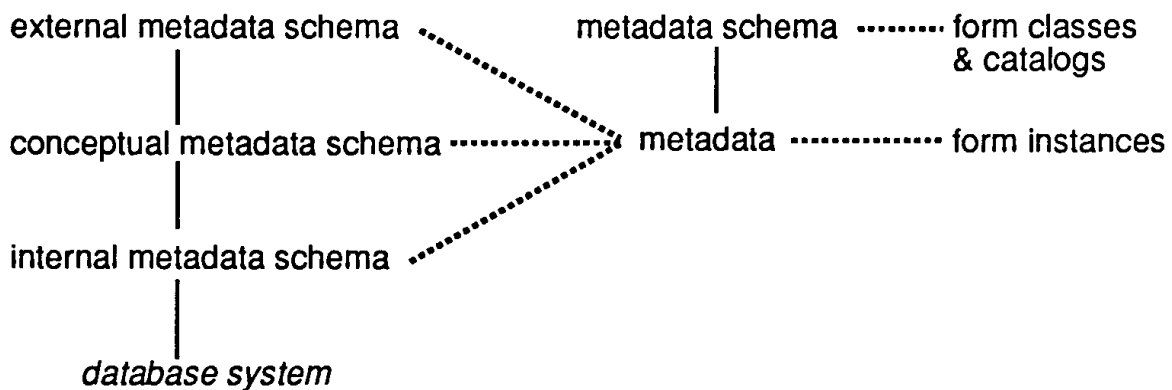 external metadata schema
metadata schema
form classes
& catalogs
conceptual metadata schema
metadata
form instances
internal metadata schema
database system